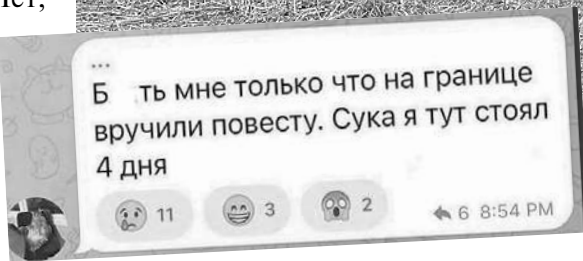 ...
Б ть мне только что на границе
вручили повесту. Сука я тут стоял
4 дня
11 3 2 6 8:54 PM